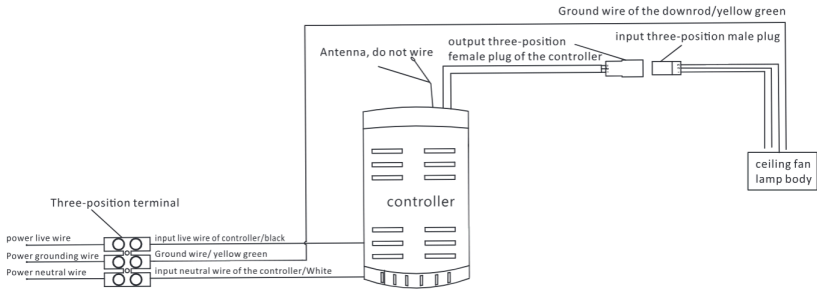 Ground wire of the downrod/yellow green
Antenna, do not wire
output three-position
female plug of the controller
input three-position male plug
ceiling fan
lamp body
controller
Three-position terminal
power live wire
input live wire of controller/black
Power grounding wire
Ground wire/ yellow green
Power neutral wire
input neutral wire of the controller/White